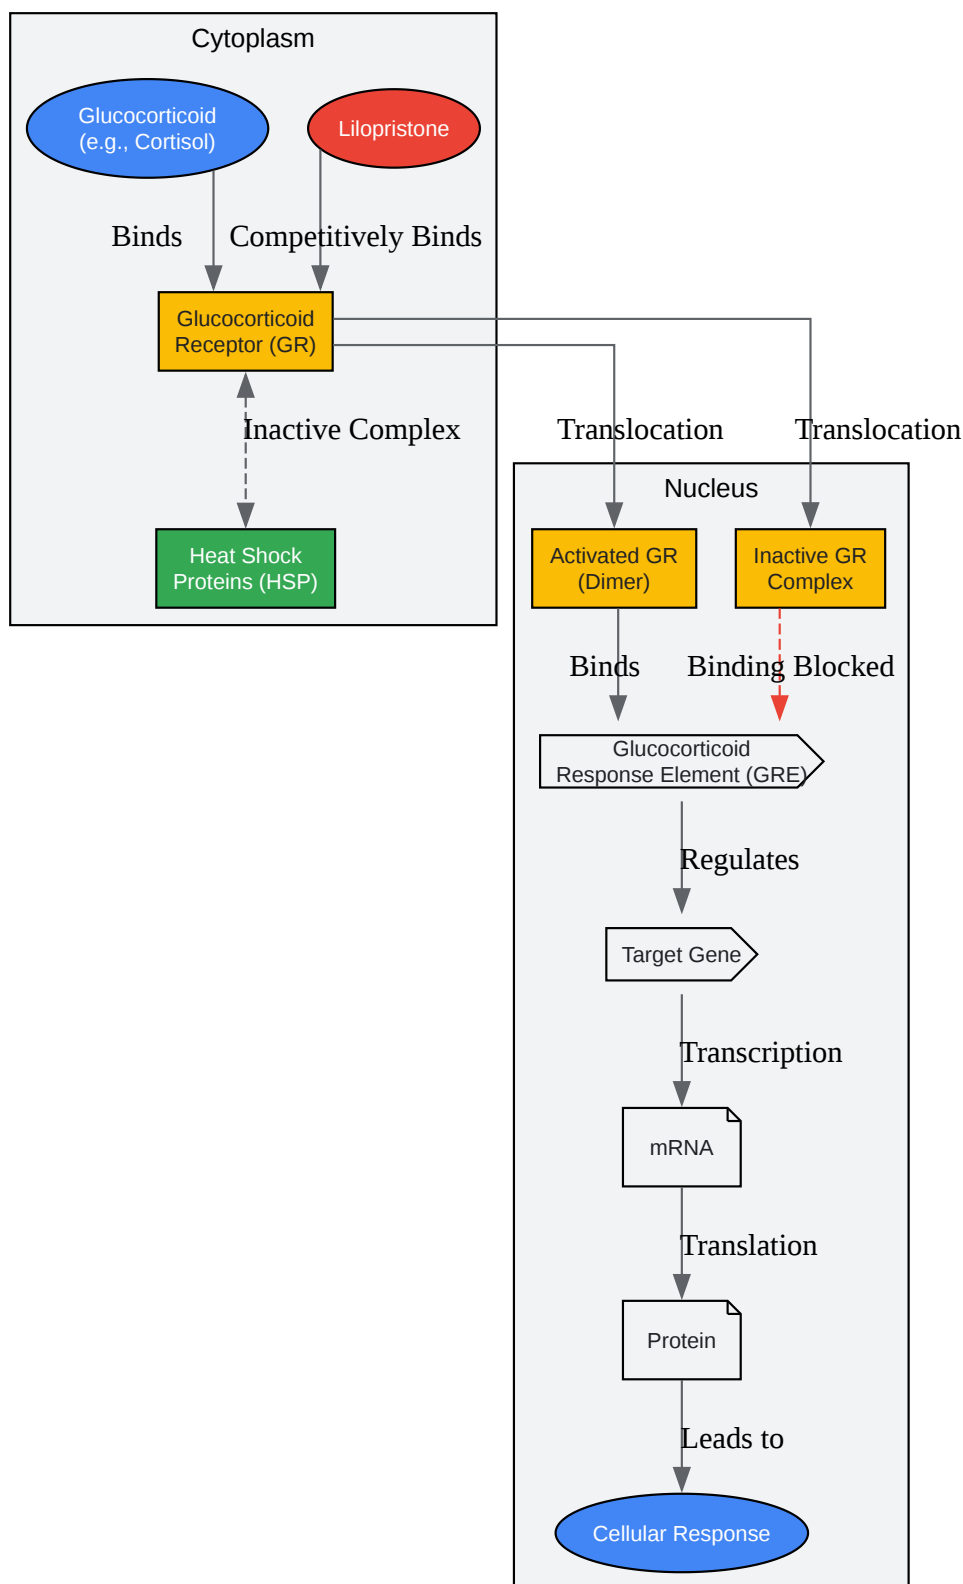 Cytoplasm
Glucocorticoid
(e.g., Cortisol)
Lilopristone
Binds
Competitively Binds
Glucocorticoid
Receptor (GR)
Inactive Complex
Translocation
Translocation
Heat Shock
Proteins (HSP)
Nucleus
Activated GR
(Dimer)
Inactive GR
Complex
Binds
Binding Blocked
Glucocorticoid
Response Element (GRE)
Regulates
Target Gene
Transcription
mRNA
Translation
Protein
Leads to
Cellular Response